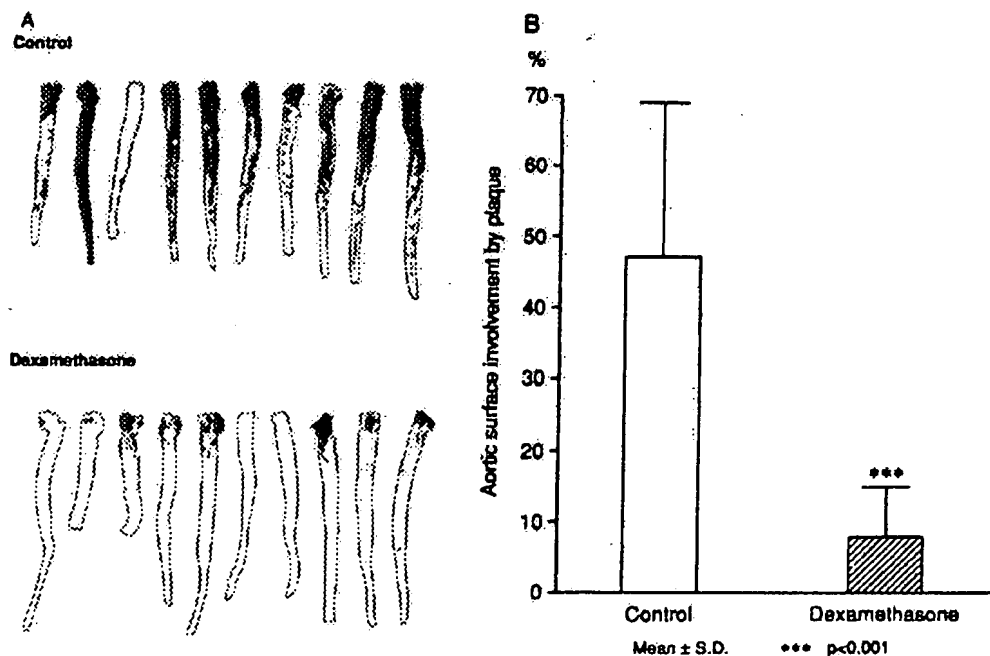 A
Control
Dexamethasone
B
%
Aortic surface involvement by plaque
70
60
50
40
30
20
10
0
***
Control
Dexamethasone
Mean ± S.D. *** p<0.001